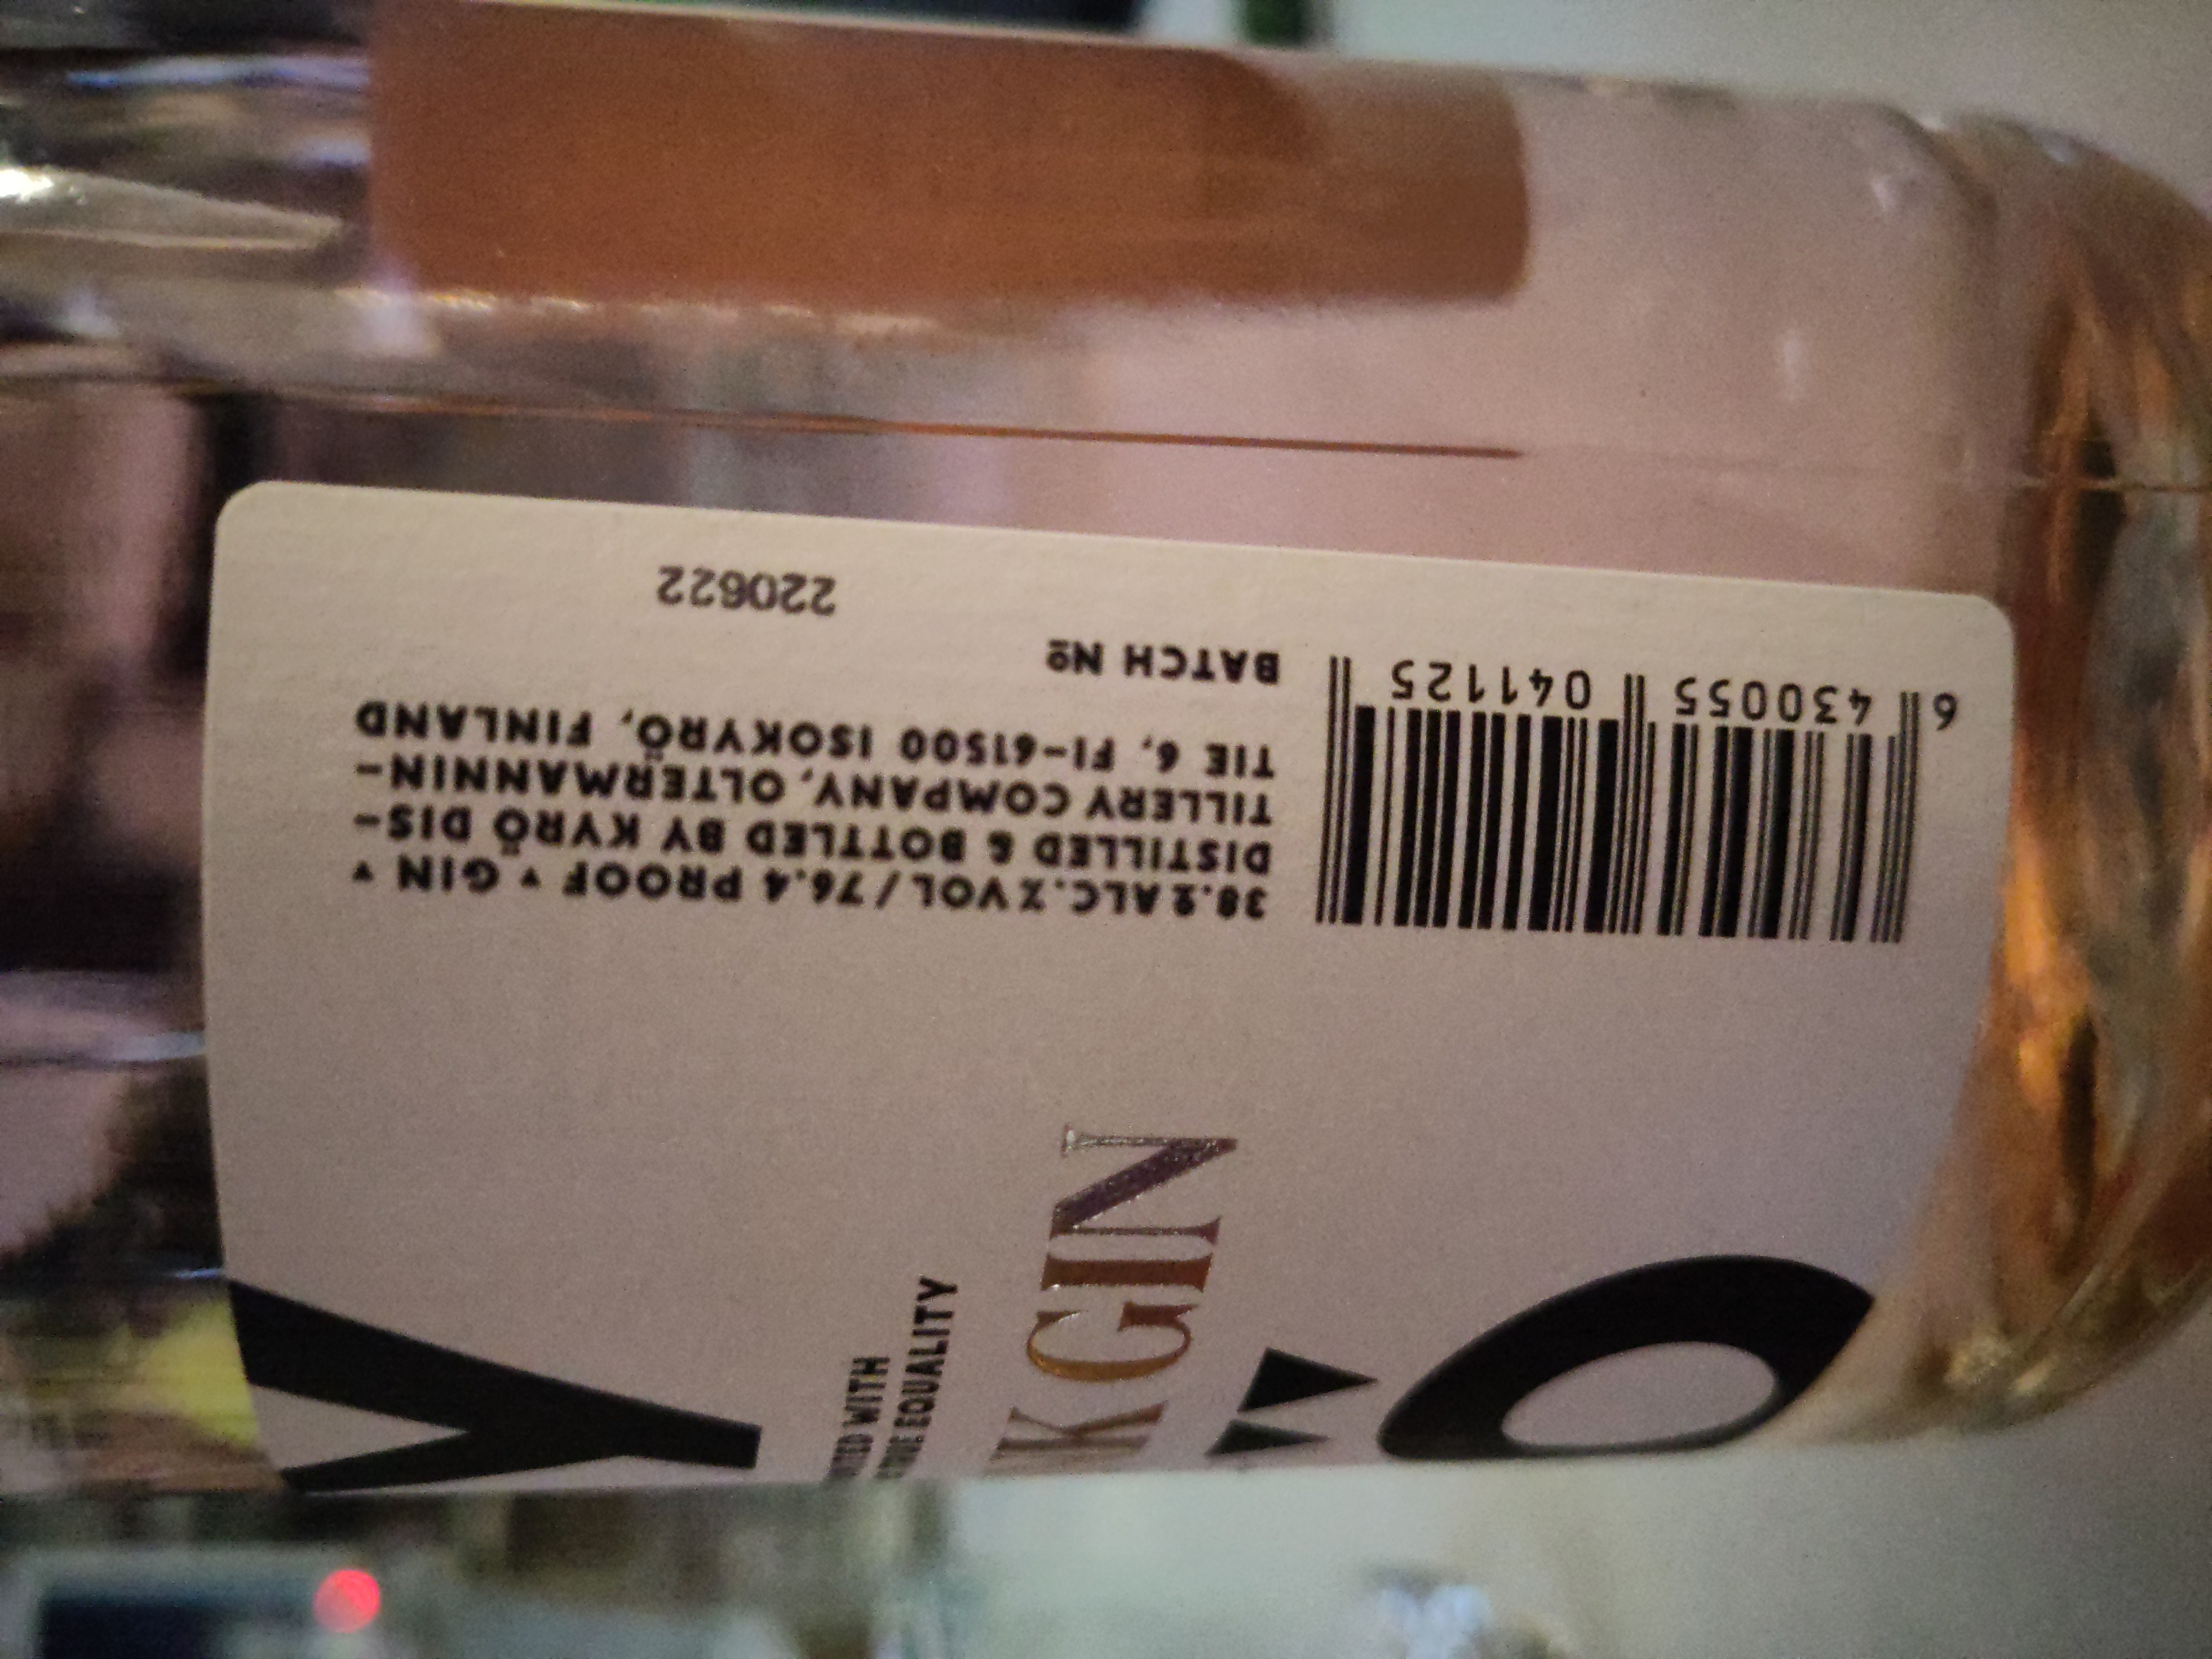 38.2 ALC.%VOL/76.4 PROOF ▾ GIN ▾
DISTILLED & BOTTLED BY KYRÖ DIS-
TILLERY COMPANY, OLTERMANNIN-
TIE 6, FI-61500 ISOKYRÖ, FINLAND
BATCH №
220622
6 430055 041125
Y
WITH
EQUALITY
GIN
Ö